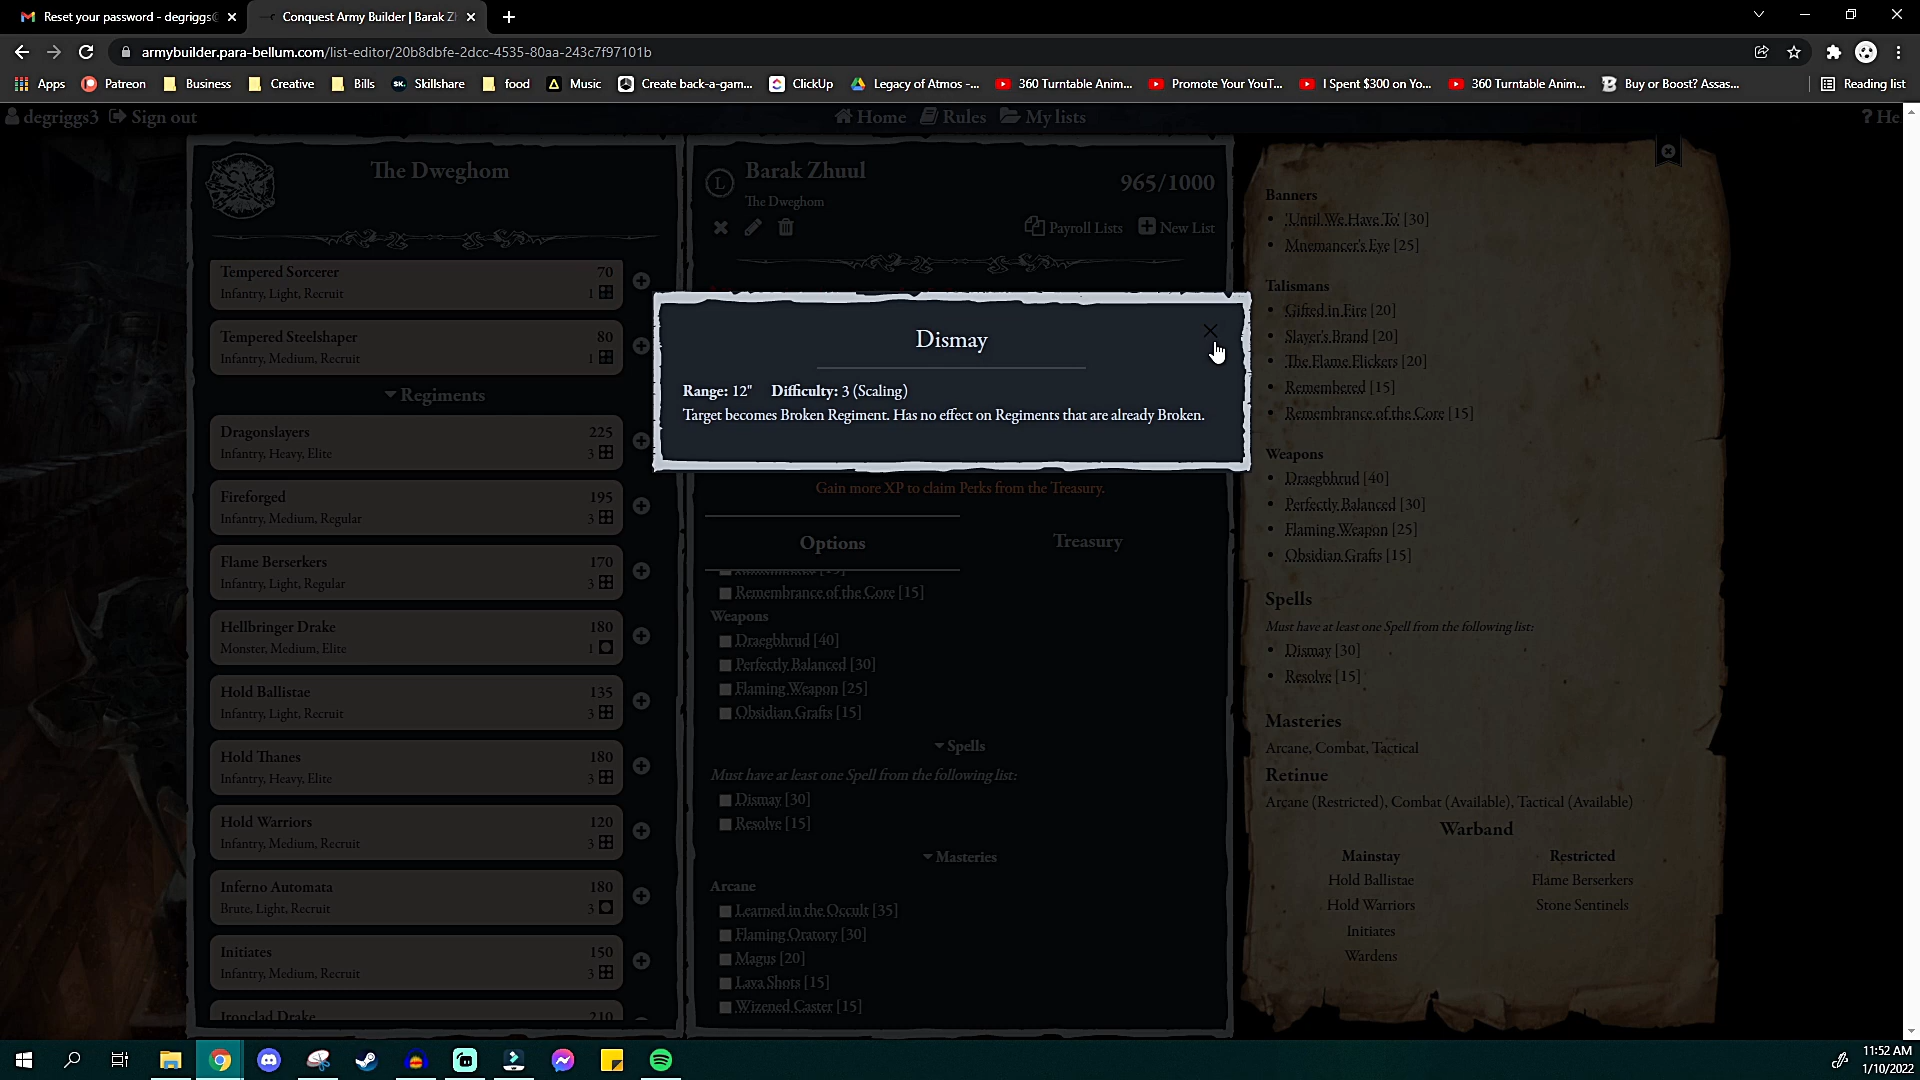 Reset your password - degriggs@
Conquest Army Builder | Barak Zh
armybuilder.para-bellum.com/list-editor/20b8dbfe-2dcc-4535-80aa-243c7f97101b
Apps
Patreon
Business
Creative
Bills
SK. Skillshare
food
Music
Create back-a-gam...
ClickUp
Legacy of Atmos -...
360 Turntable Anim...
Promote Your YouT...
I Spent $300 on Yo...
360 Turntable Anim...
Buy or Boost? Assas...
Reading list
degriggs3 Sign out
Home Rules My lists
? He
The Dweghom
Tempered Sorcerer 70
Infantry, Light, Recruit 1
Tempered Steelshaper 80
Infantry, Medium, Recruit 1
Regiments
Dragonslayers 225
Infantry, Heavy, Elite 3
Fireforged 195
Infantry, Medium, Regular 3
Flame Berserkers 170
Infantry, Light, Regular 3
Hellbringer Drake 180
Monster, Medium, Elite 1
Hold Ballistae 135
Infantry, Light, Recruit 3
Hold Thanes 180
Infantry, Heavy, Elite 3
Hold Warriors 120
Infantry, Medium, Recruit 3
Inferno Automata 180
Brute, Light, Recruit 3
Initiates 150
Infantry, Medium, Recruit 3
Ironclad Drake 210
L Barak Zhuul
The Dweghom
965/1000
Payroll Lists New List
Dismay
Range: 12" Difficulty: 3 (Scaling)
Target becomes Broken Regiment. Has no effect on Regiments that are already Broken.
Gain more XP to claim Perks from the Treasury.
Options Treasury
Remembrance of the Core [15]
Weapons
Draegbhrud [40]
Perfectly Balanced [30]
Flaming Weapon [25]
Obsidian Grafts [15]
Spells
Must have at least one Spell from the following list:
Dismay [30]
Resolve [15]
Masteries
Arcane
Learned in the Occult [35]
Flaming Oratory [30]
Magus [20]
Lava Shots [15]
Wizened Caster [15]
Banners
'Until We Have To' [30]
Mnemancer's Eye [25]
Talismans
Gifted in Fire [20]
Slayer's Brand [20]
The Flame Flickers [20]
Remembered [15]
Remembrance of the Core [15]
Weapons
Draegbhrud [40]
Perfectly Balanced [30]
Flaming Weapon [25]
Obsidian Grafts [15]
Spells
Must have at least one Spell from the following list:
Dismay [30]
Resolve [15]
Masteries
Arcane, Combat, Tactical
Retinue
Arcane (Restricted), Combat (Available), Tactical (Available)
Warband
Mainstay Restricted
Hold Ballistae Flame Berserkers
Hold Warriors Stone Sentinels
Initiates
Wardens
11:52 AM
1/10/2022